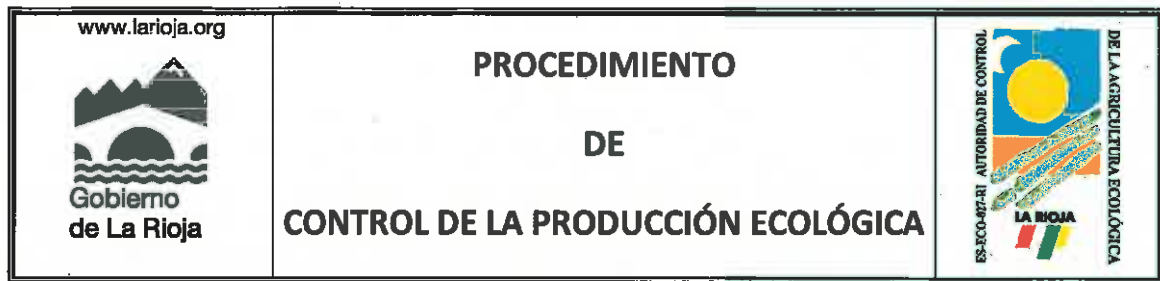 www.larioja.org
Gobierno
de La Rioja
PROCEDIMIENTO
DE
CONTROL DE LA PRODUCCIÓN ECOLÓGICA
ES-ECO-027-RI AUTORIDAD DE CONTROL
DE LA AGRICULTURA ECOLÓGICA
LA RIOJA